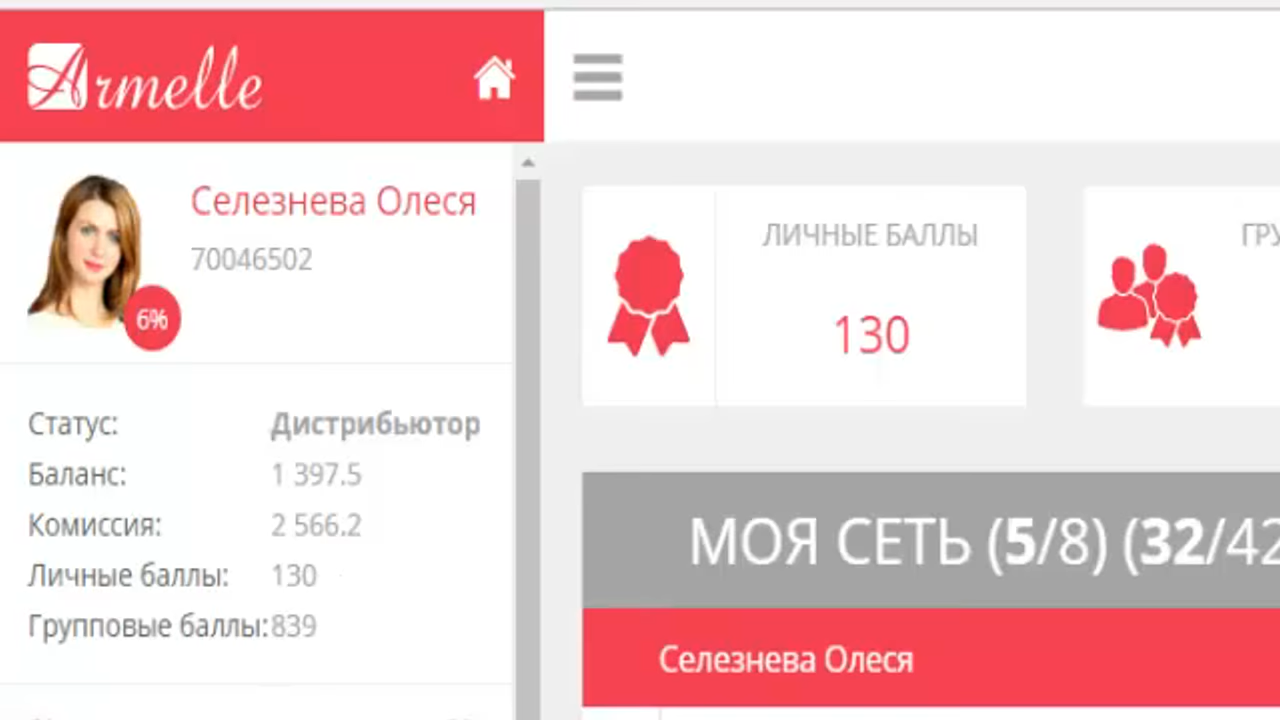 Armelle
Селезнева Олеся
70046502
6%
Статус: Дистрибьютор
Баланс: 1 397.5
Комиссия: 2 566.2
Личные баллы: 130
Групповые баллы: 839
ЛИЧНЫЕ БАЛЛЫ
130
ГРУ
МОЯ СЕТЬ (5/8) (32/42
Селезнева Олеся